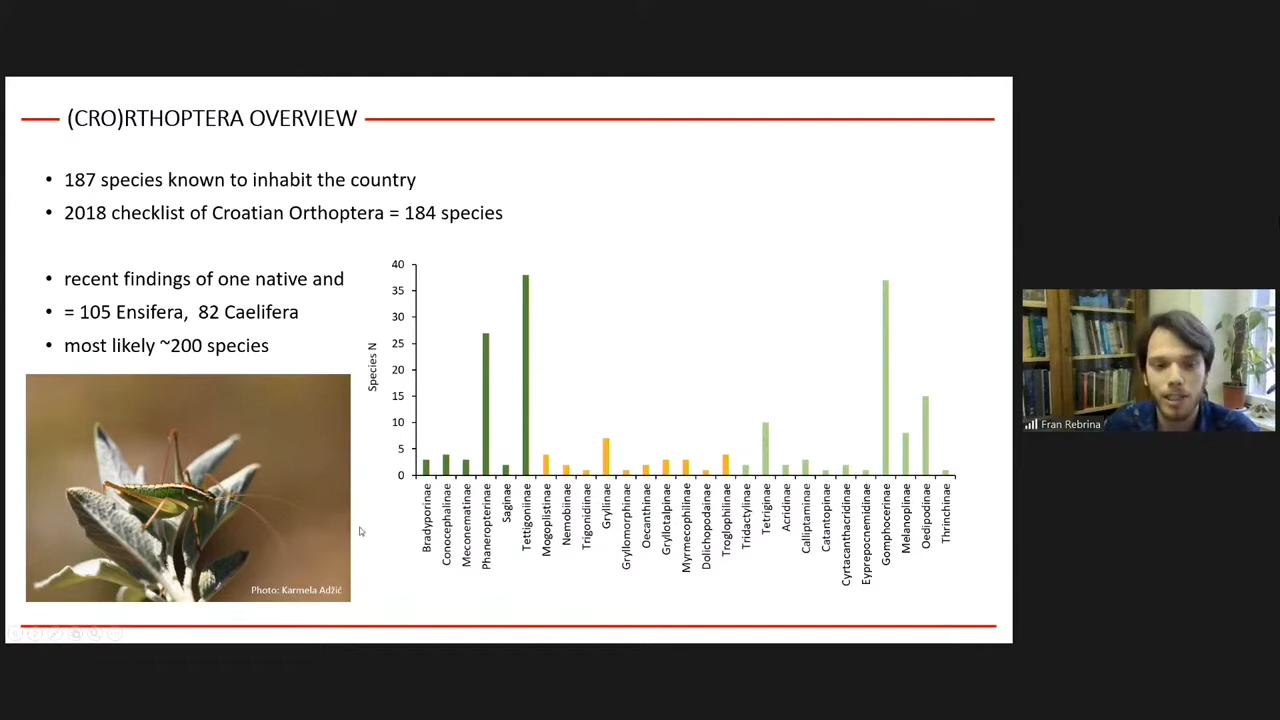 (CRO)RTHOPTERA OVERVIEW
• 187 species known to inhabit the country
• 2018 checklist of Croatian Orthoptera = 184 species
• recent findings of one native and
• = 105 Ensifera, 82 Caelifera
• most likely ~200 species
Photo: Karmela Adžić
Species N
40
35
30
25
20
15
10
5
0
Bradyporinae
Conocephalinae
Meconematinae
Phaneropterinae
Saginae
Tettigoniinae
Mogoplistinae
Nemobiinae
Trigonidinae
Gryllinae
Gryllomorphinae
Oecanthinae
Gryllotalpinae
Myrmecophilinae
Dolichopodainae
Troglophilinae
Tridactylinae
Tetriginae
Acridinae
Calliptaminae
Catantopinae
Cyrtacanthacridinae
Eyprepocnemidinae
Gomphocerinae
Melanoplinae
Oedipodinae
Thrinchinae
Fran Rebrina